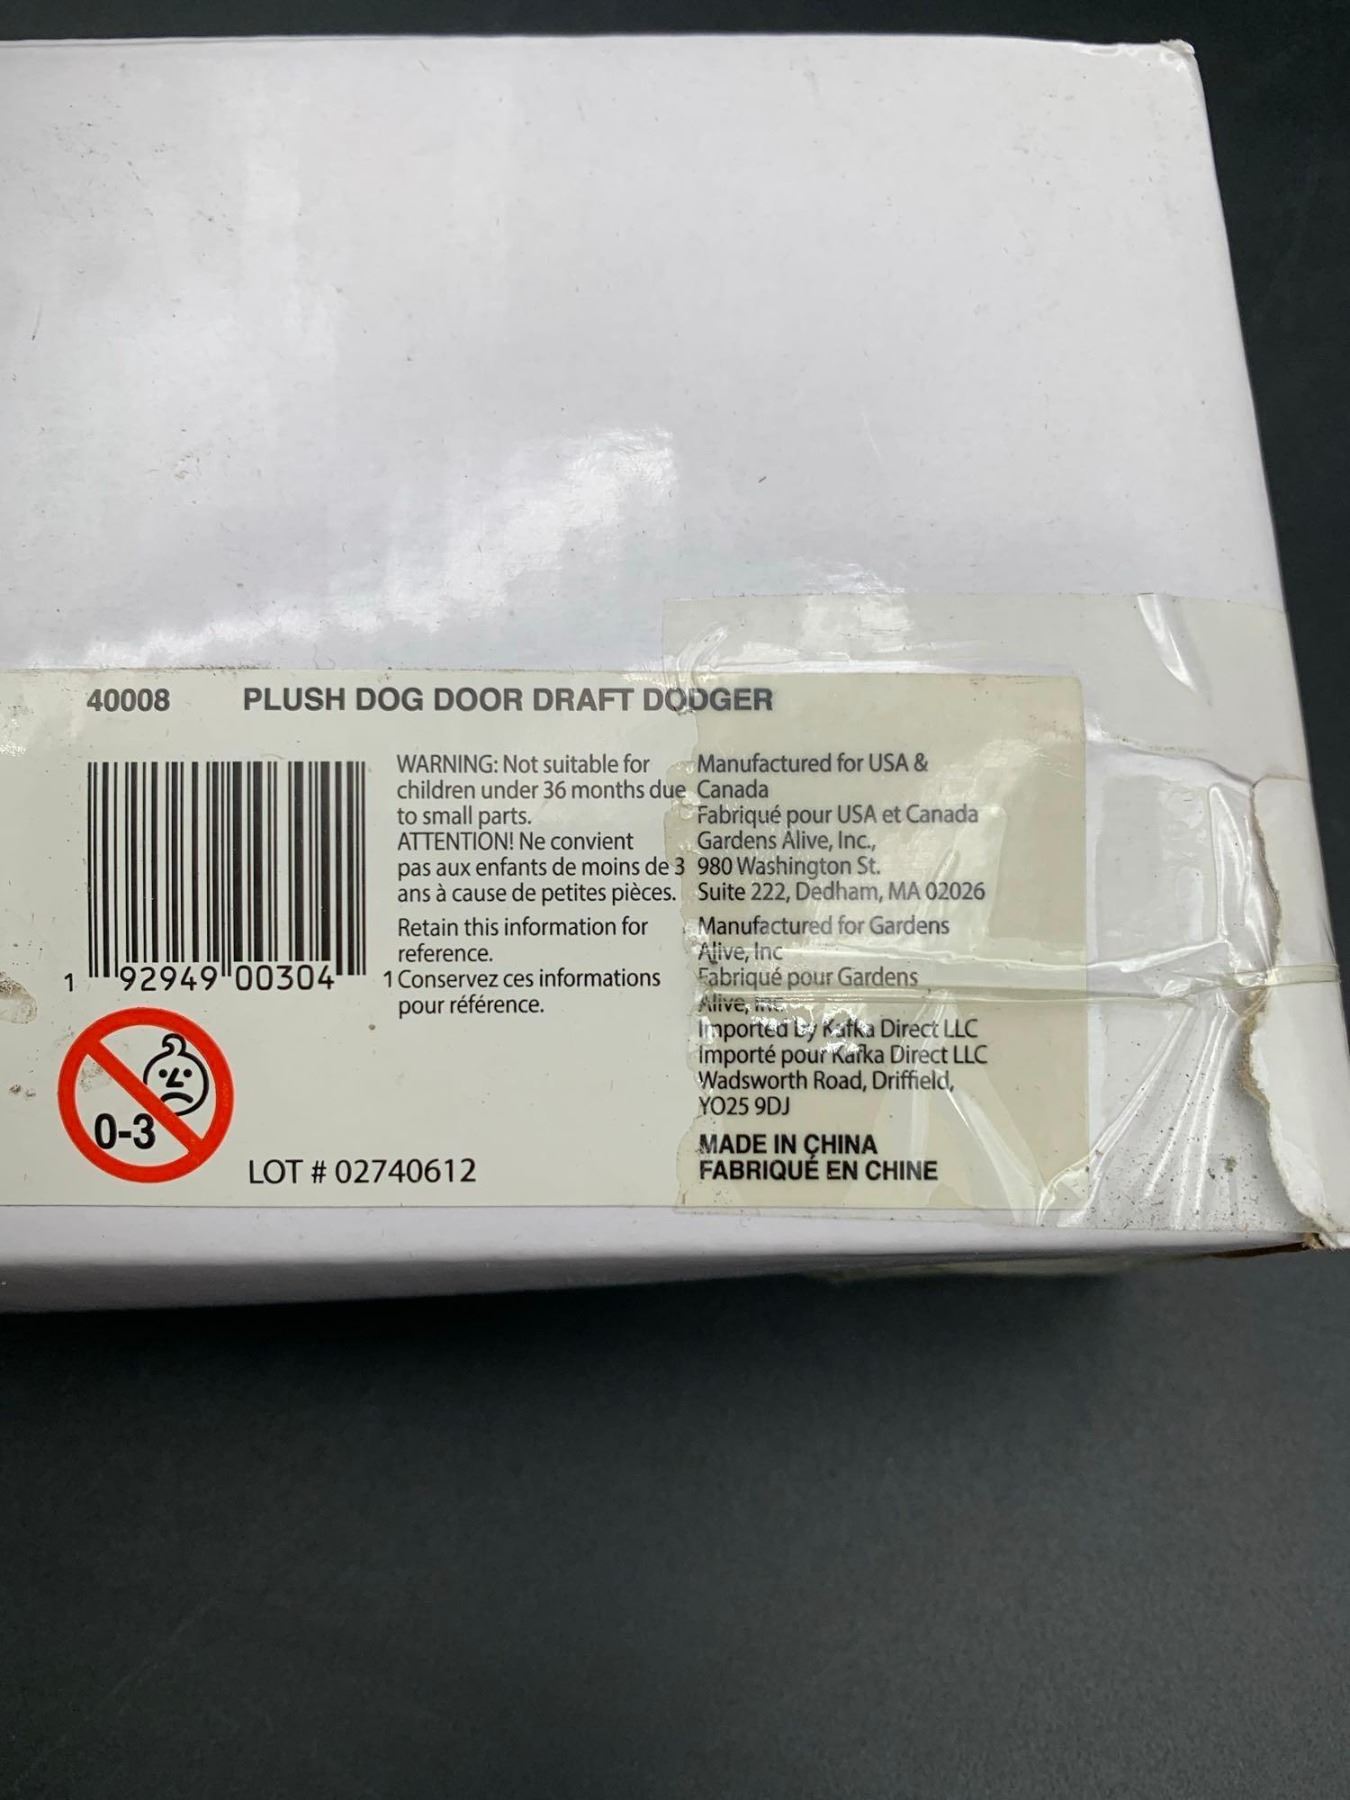 40008 PLUSH DOG DOOR DRAFT DODGER
WARNING: Not suitable for
children under 36 months due
to small parts.
ATTENTION! Ne convient
pas aux enfants de moins de 3
ans à cause de petites pièces.
Retain this information for
reference.
Conservez ces informations
pour référence.
1 92949 00304 1
0-3
LOT # 02740612
Manufactured for USA &
Canada
Fabriqué pour USA et Canada
Gardens Alive, Inc.,
980 Washington St.
Suite 222, Dedham, MA 02026
Manufactured for Gardens
Alive, Inc
Fabriqué pour Gardens
Alive, Inc.
Imported by Kafka Direct LLC
Importé pour Kafka Direct LLC
Wadsworth Road, Driffield,
YO25 9DJ
MADE IN CHINA
FABRIQUÉ EN CHINE